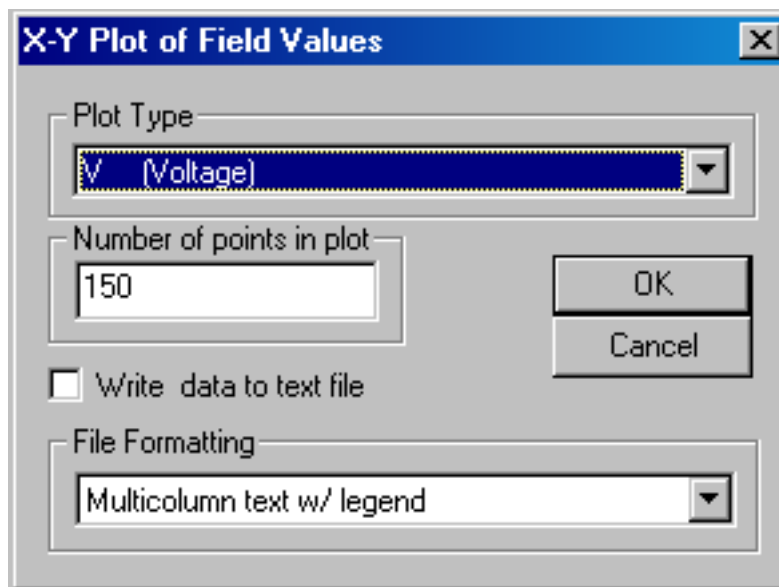 X-Y Plot of Field Values
Plot Type
V (Voltage)
Number of points in plot
150
OK
Cancel
Write data to text file
File Formatting
Multicolumn text w/ legend